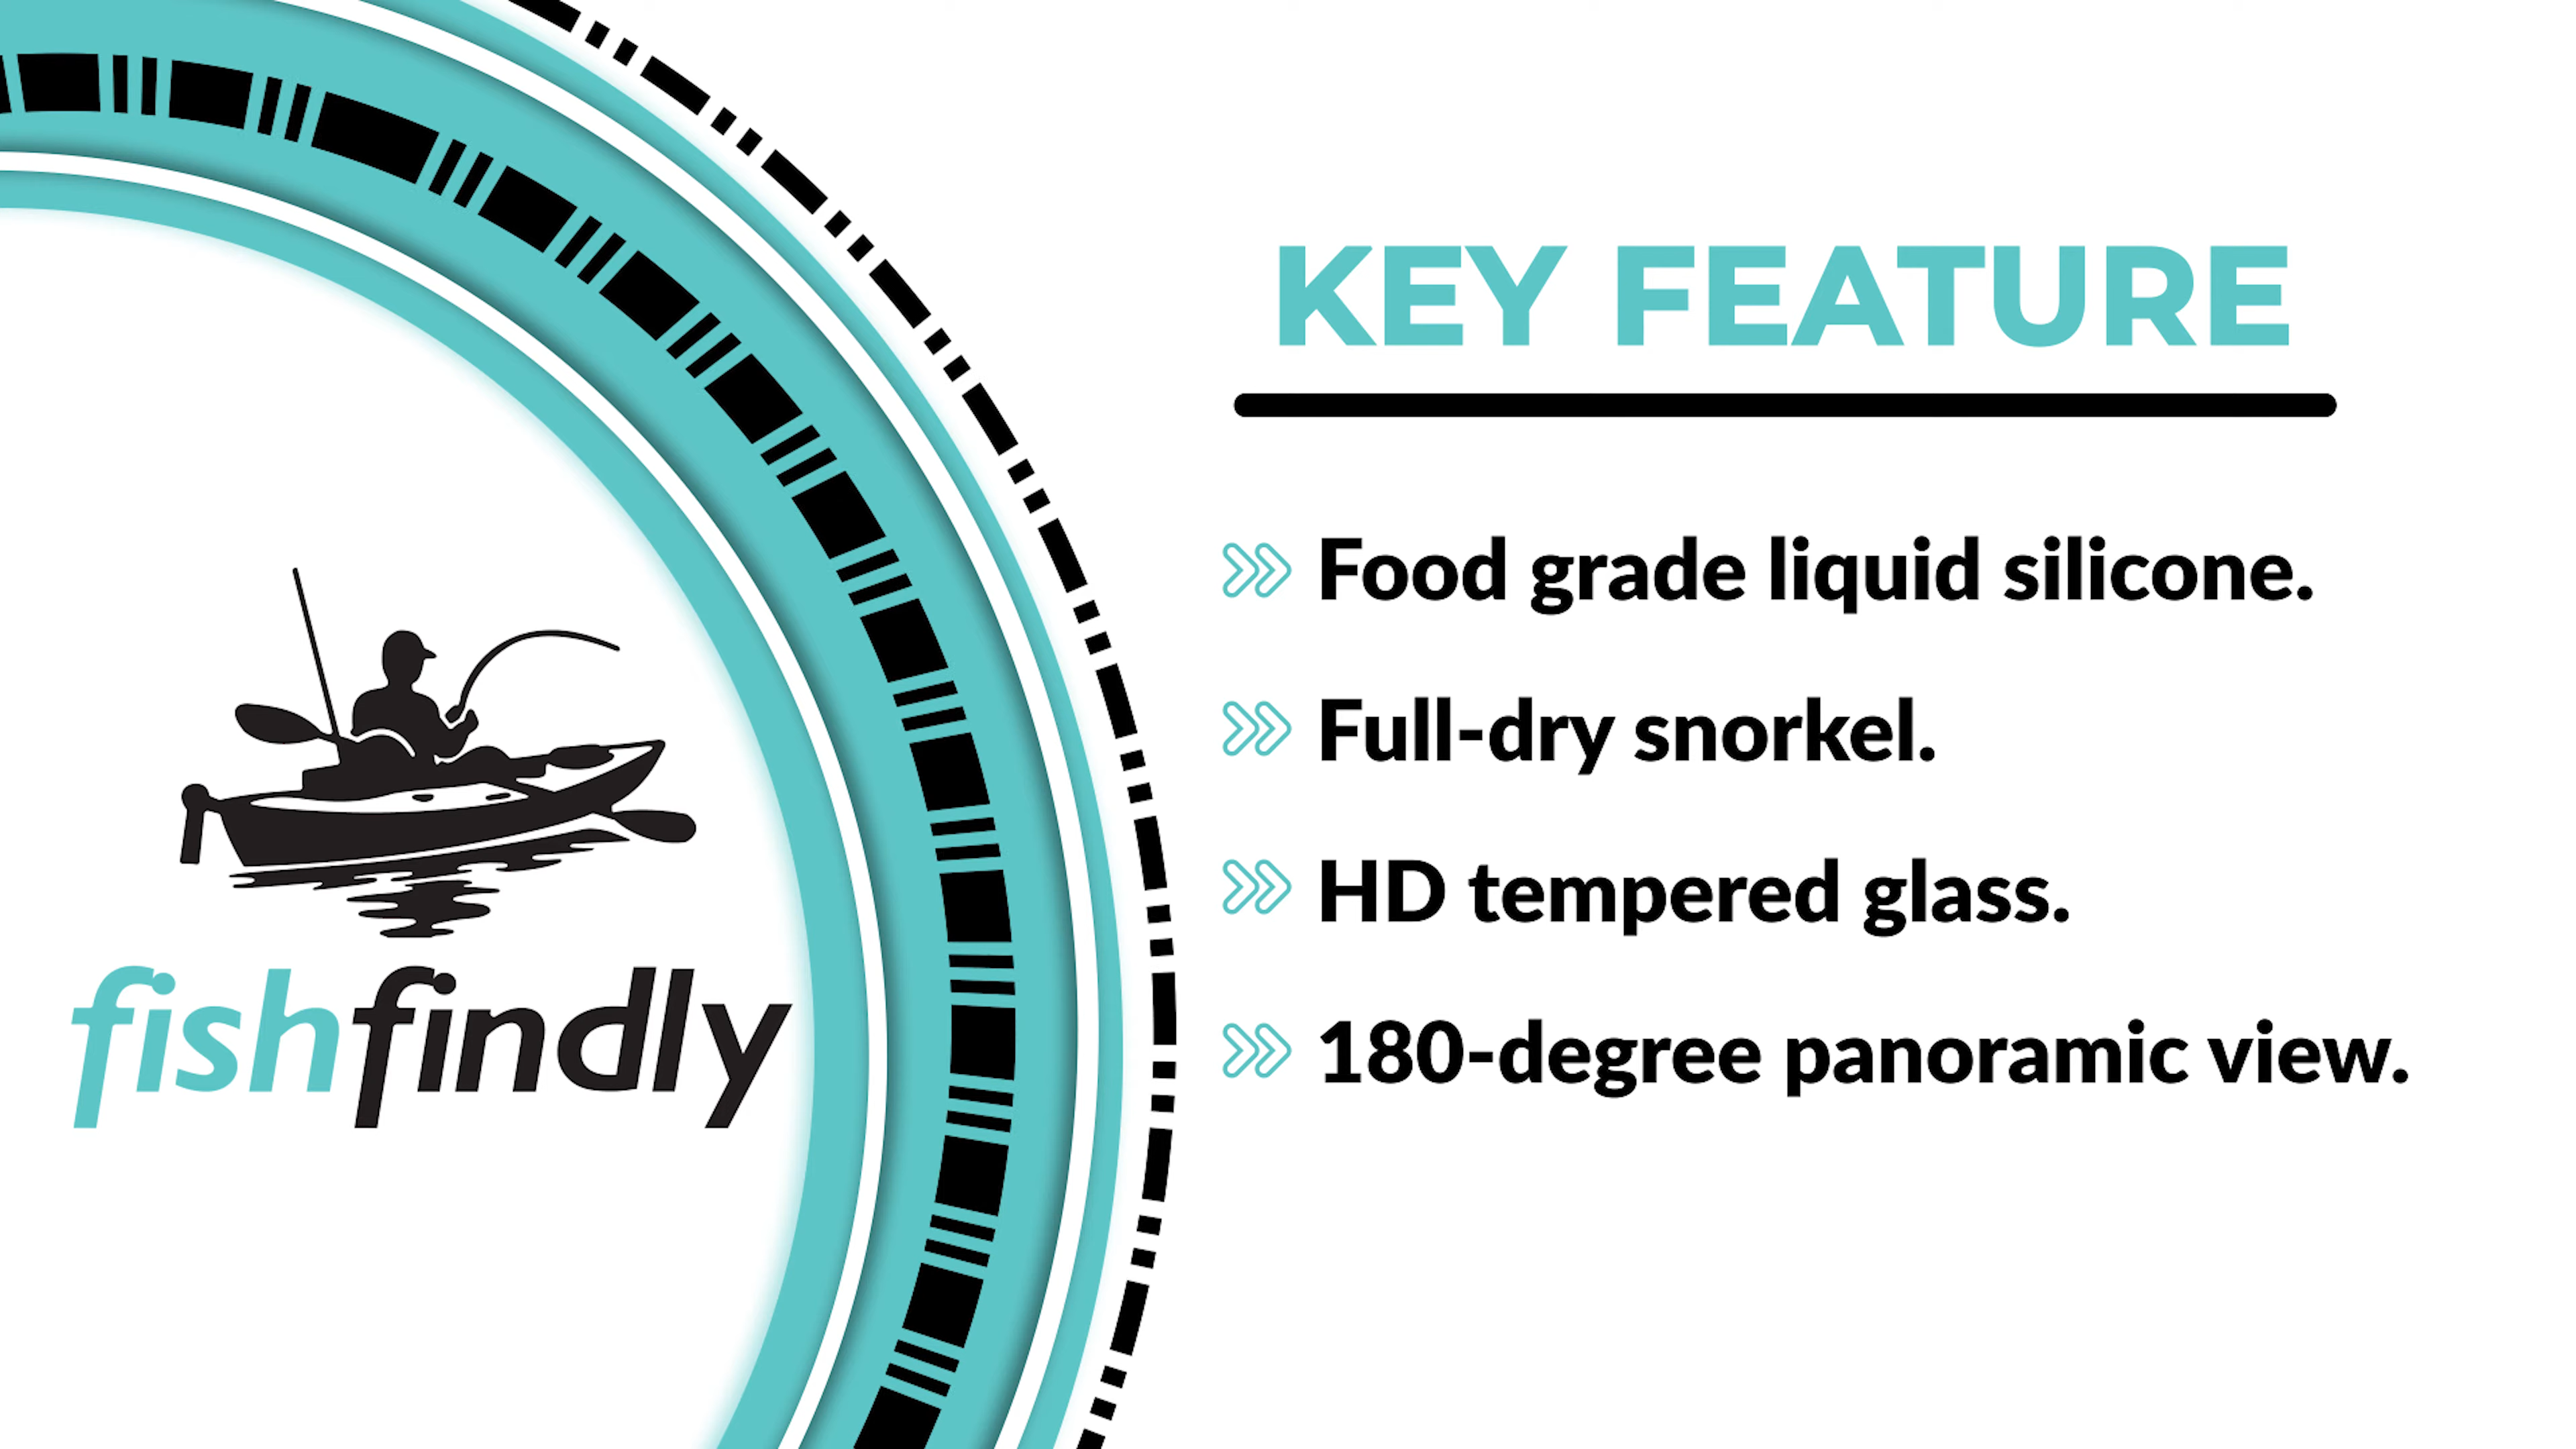 KEY FEATURE
Food grade liquid silicone.
Full-dry snorkel.
HD tempered glass.
180-degree panoramic view.
fishfindly